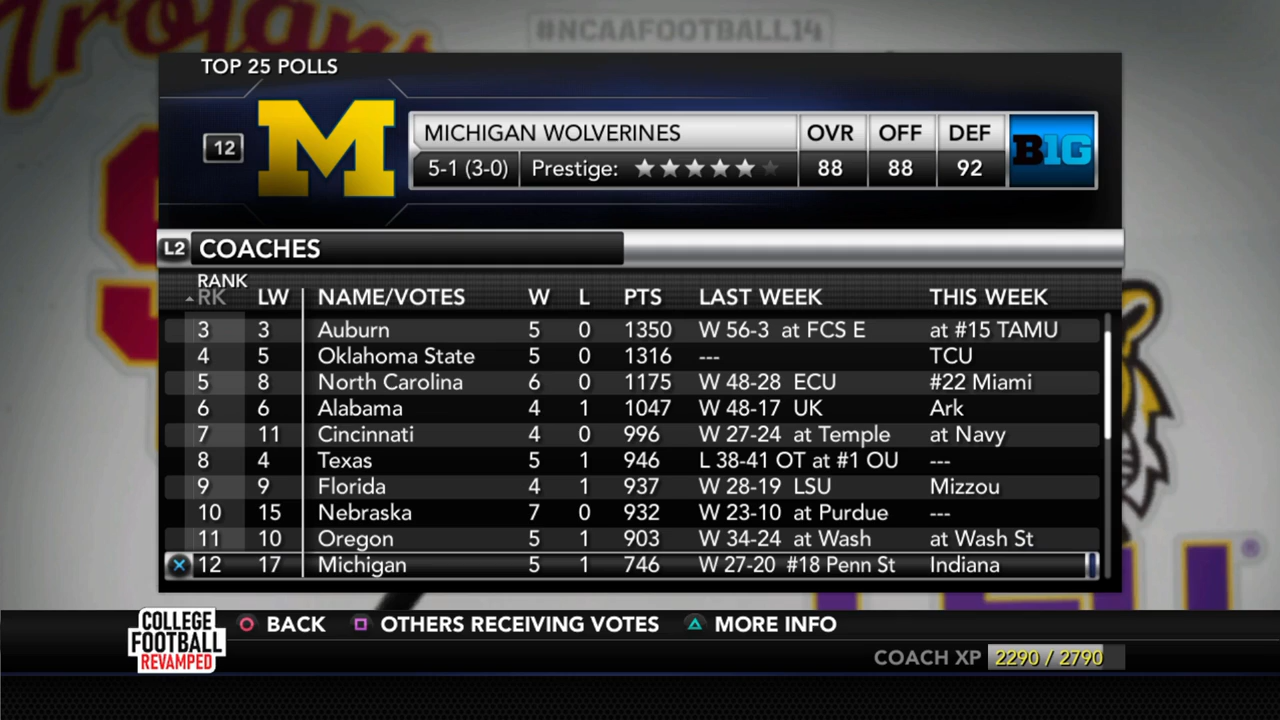 Trojans
#NCAAFOOTBALL14
TOP 25 POLLS
12 M MICHIGAN WOLVERINES OVR OFF DEF B1G
5-1 (3-0) Prestige: ★★★★★★ 88 88 92
L2 COACHES
RANK
RK LW NAME/VOTES W L PTS LAST WEEK THIS WEEK
3 3 Auburn 5 0 1350 W 56-3 at FCS E at #15 TAMU
4 5 Oklahoma State 5 0 1316 --- TCU
5 8 North Carolina 6 0 1175 W 48-28 ECU #22 Miami
6 6 Alabama 4 1 1047 W 48-17 UK Ark
7 11 Cincinnati 4 0 996 W 27-24 at Temple at Navy
8 4 Texas 5 1 946 L 38-41 OT at #1 OU ---
9 9 Florida 4 1 937 W 28-19 LSU Mizzou
10 15 Nebraska 7 0 932 W 23-10 at Purdue ---
11 10 Oregon 5 1 903 W 34-24 at Wash at Wash St
12 17 Michigan 5 1 746 W 27-20 #18 Penn St Indiana
COLLEGE
FOOTBALL
REVAMPED
BACK OTHERS RECEIVING VOTES MORE INFO
COACH XP 2290 / 2790